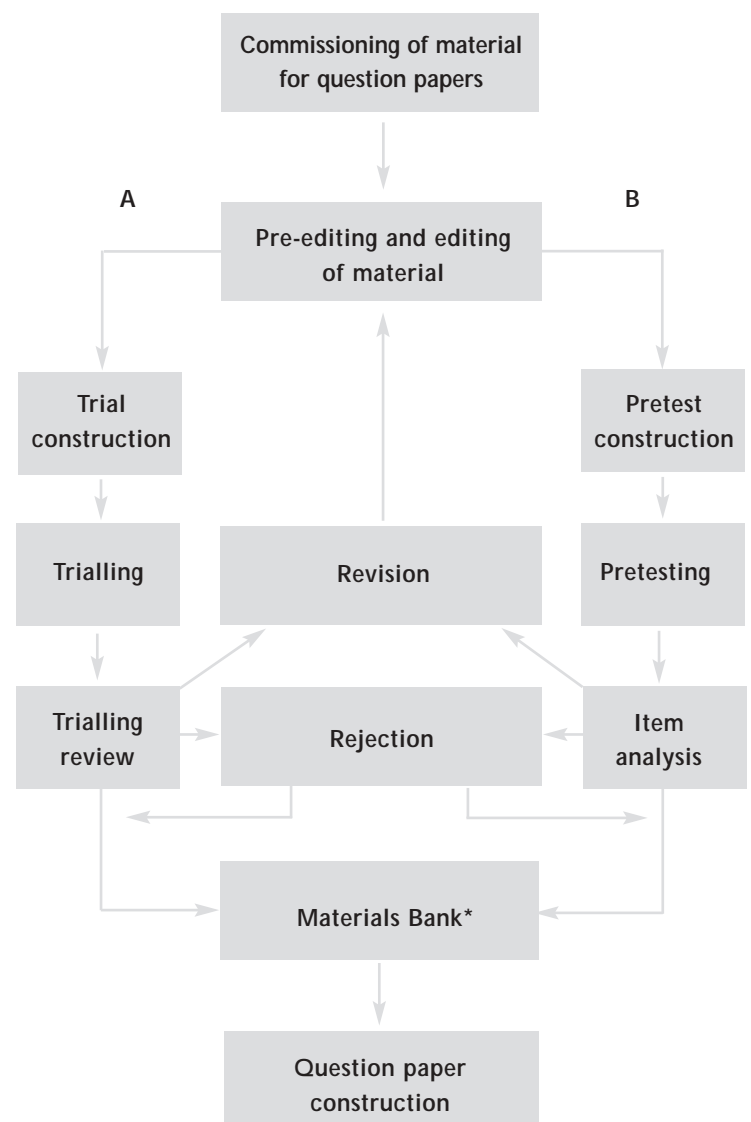 Commissioning of material
for question papers
A
B
Pre-editing and editing
of material
Trial
construction
Pretest
construction
Trialling
Revision
Pretesting
Trialling
review
Rejection
Item
analysis
Materials Bank*
Question paper
construction